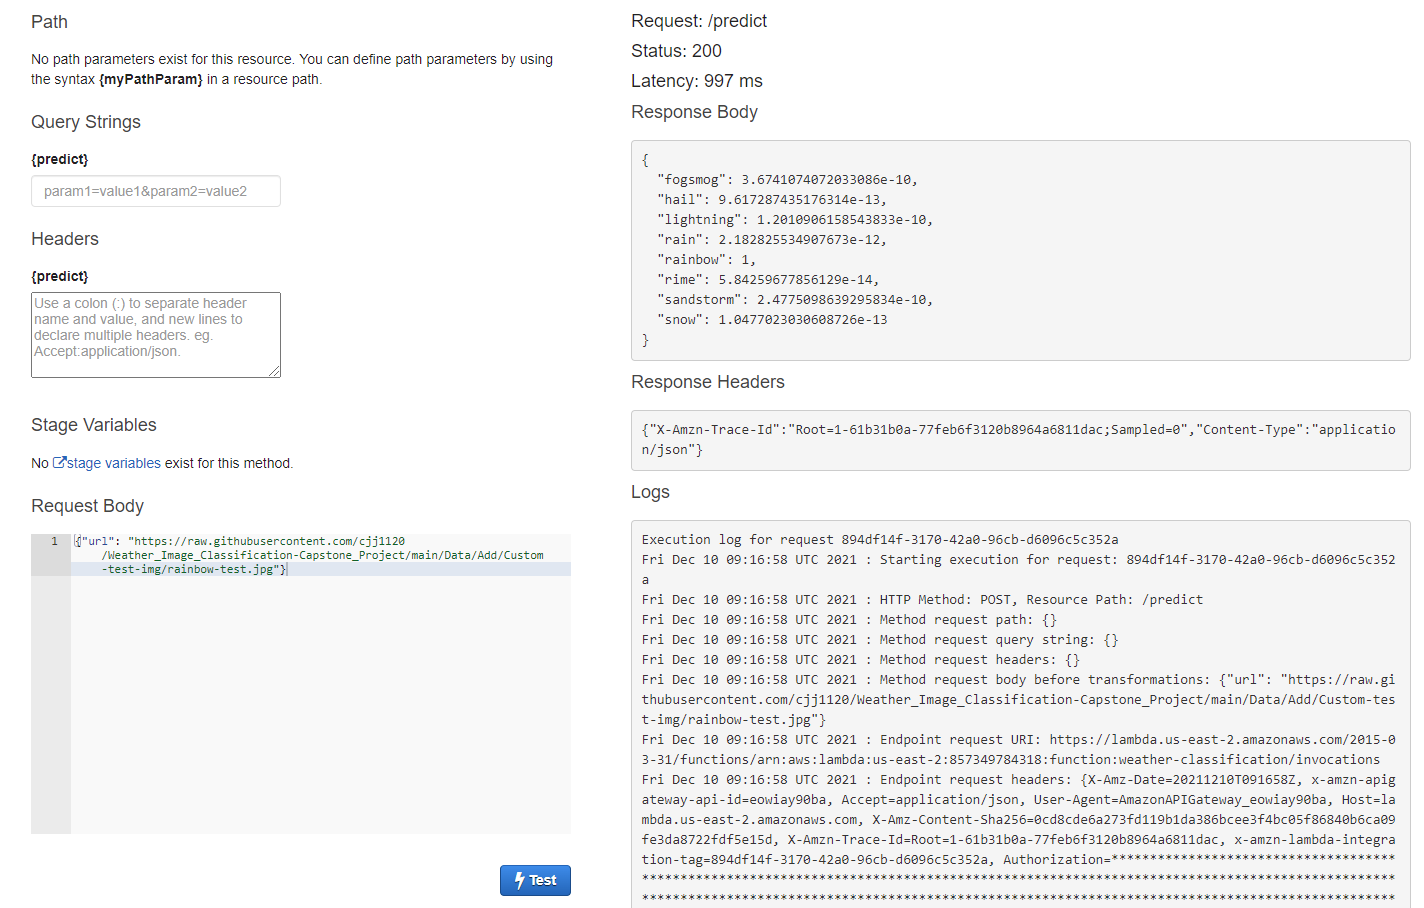 Path
No path parameters exist for this resource. You can define path parameters by using
the syntax {myPathParam} in a resource path.
Query Strings
{predict}
param1=value1&param2=value2
Headers
{predict}
Use a colon (:) to separate header
name and value, and new lines to
declare multiple headers. eg.
Accept:application/json.
Stage Variables
No stage variables exist for this method.
Request Body
1 {"url": "https://raw.githubusercontent.com/cjj1120
/Weather_Image_Classification-Capstone_Project/main/Data/Add/Custom
-test-img/rainbow-test.jpg"}
Test
Request: /predict
Status: 200
Latency: 997 ms
Response Body
{
"fogsmog": 3.6741074072033086e-10,
"hail": 9.617287435176314e-13,
"lightning": 1.2010906158543833e-10,
"rain": 2.182825534907673e-12,
"rainbow": 1,
"rime": 5.84259677856129e-14,
"sandstorm": 2.4775098639295834e-10,
"snow": 1.0477023030608726e-13
}
Response Headers
{"X-Amzn-Trace-Id":"Root=1-61b31b0a-77feb6f3120b8964a6811dac;Sampled=0","Content-Type":"applicatio
n/json"}
Logs
Execution log for request 894df14f-3170-42a0-96cb-d6096c5c352a
Fri Dec 10 09:16:58 UTC 2021 : Starting execution for request: 894df14f-3170-42a0-96cb-d6096c5c352
a
Fri Dec 10 09:16:58 UTC 2021 : HTTP Method: POST, Resource Path: /predict
Fri Dec 10 09:16:58 UTC 2021 : Method request path: {}
Fri Dec 10 09:16:58 UTC 2021 : Method request query string: {}
Fri Dec 10 09:16:58 UTC 2021 : Method request headers: {}
Fri Dec 10 09:16:58 UTC 2021 : Method request body before transformations: {"url": "https://raw.gi
thubusercontent.com/cjj1120/Weather_Image_Classification-Capstone_Project/main/Data/Add/Custom-tes
t-img/rainbow-test.jpg"}
Fri Dec 10 09:16:58 UTC 2021 : Endpoint request URI: https://lambda.us-east-2.amazonaws.com/2015-0
3-31/functions/arn:aws:lambda:us-east-2:857349784318:function:weather-classification/invocations
Fri Dec 10 09:16:58 UTC 2021 : Endpoint request headers: {X-Amz-Date=20211210T091658Z, x-amzn-apig
ateway-api-id=eowiay90ba, Accept=application/json, User-Agent=AmazonAPIGateway_eowiay90ba, Host=la
mbda.us-east-2.amazonaws.com, X-Amz-Content-Sha256=0cd8cde6a273fd119b1da386bcee3f4bc05f86840b6ca09
fe3da8722fdf5e15d, X-Amzn-Trace-Id=Root=1-61b31b0a-77feb6f3120b8964a6811dac, x-amzn-lambda-integra
tion-tag=894df14f-3170-42a0-96cb-d6096c5c352a, Authorization=*************************************
**************************************************************************************************
**************************************************************************************************